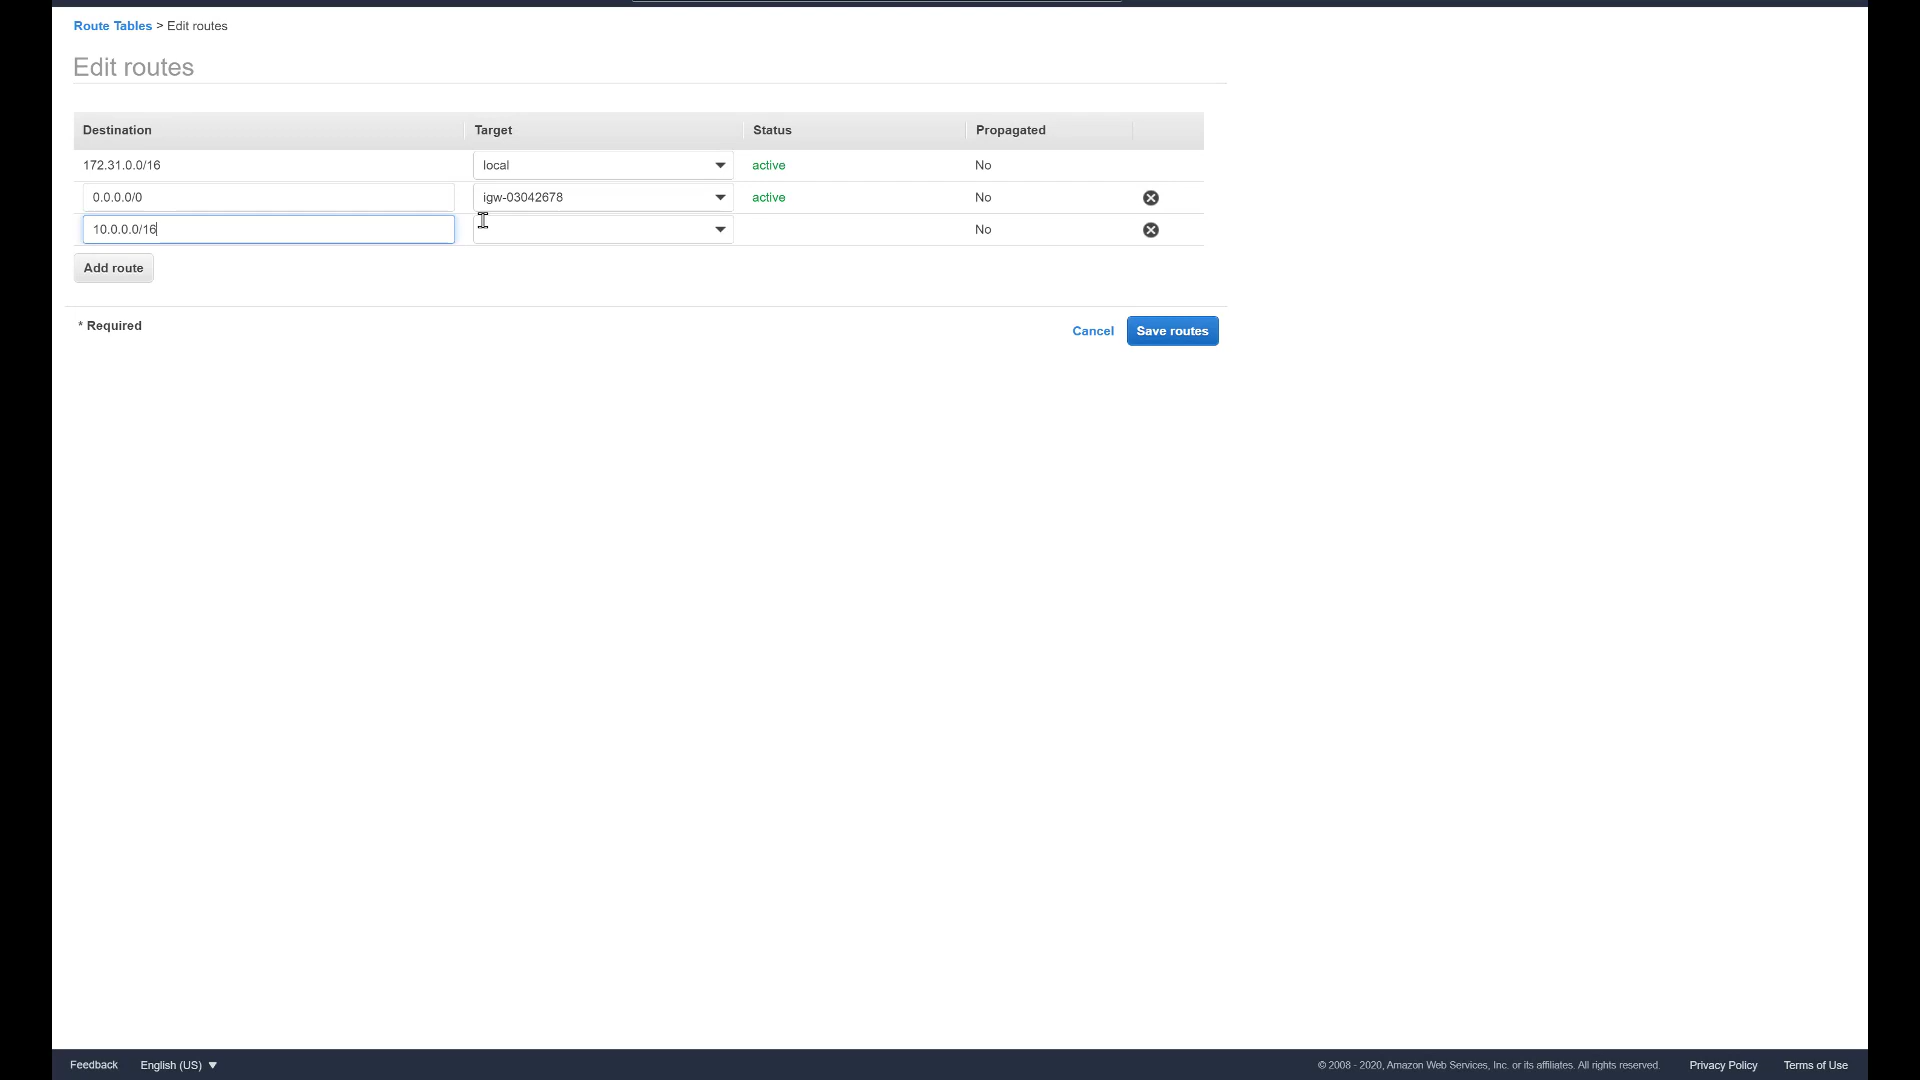 Route Tables > Edit routes
Edit routes
Destination Target Status Propagated
172.31.0.0/16 local active No
0.0.0.0/0 igw-03042678 active No
10.0.0.0/16 No
Add route
* Required
Cancel Save routes
Feedback English (US) © 2008 - 2020, Amazon Web Services, Inc. or its affiliates. All rights reserved. Privacy Policy Terms of Use